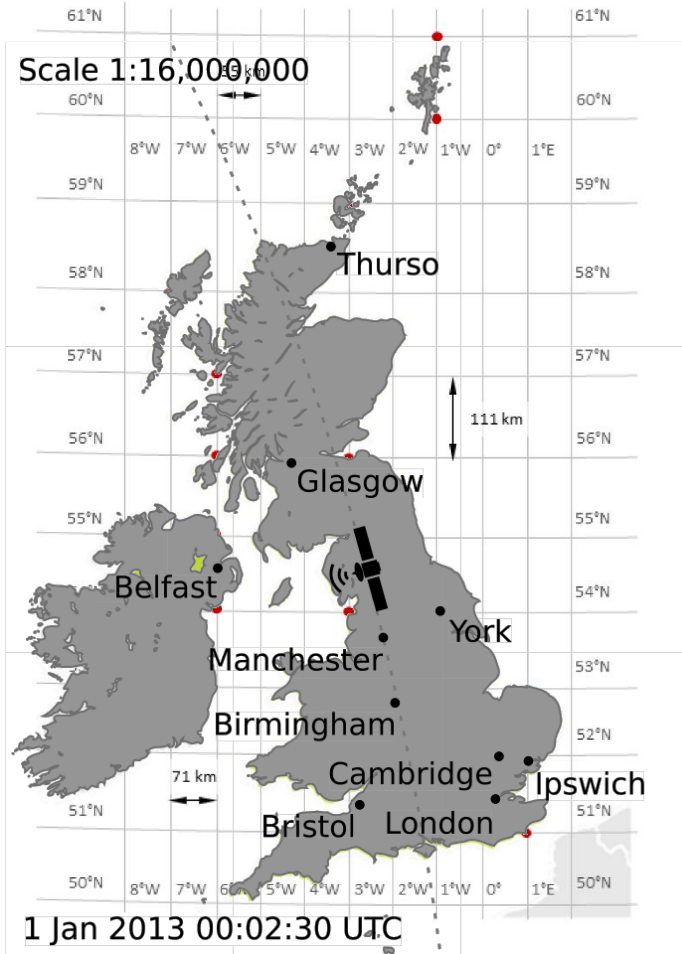 61°N
Scale 1:16,000,000
55 km
60°N 60°N
61°N
8°W 7°W 6°W 5°W 4°W 3°W 2°W 1°W 0° 1°E
59°N 59°N
Thurso
58°N 58°N
57°N 57°N
111 km
56°N 56°N
Glasgow
55°N 55°N
Belfast
54°N 54°N
York
Manchester
53°N
Birmingham
52°N
Cambridge
71 km
Ipswich
51°N 51°N
Bristol London
50°N 8°W 7°W 6°W 5°W 4°W 3°W 2°W 1°W 0° 1°E 50°N
1 Jan 2013 00:02:30 UTC